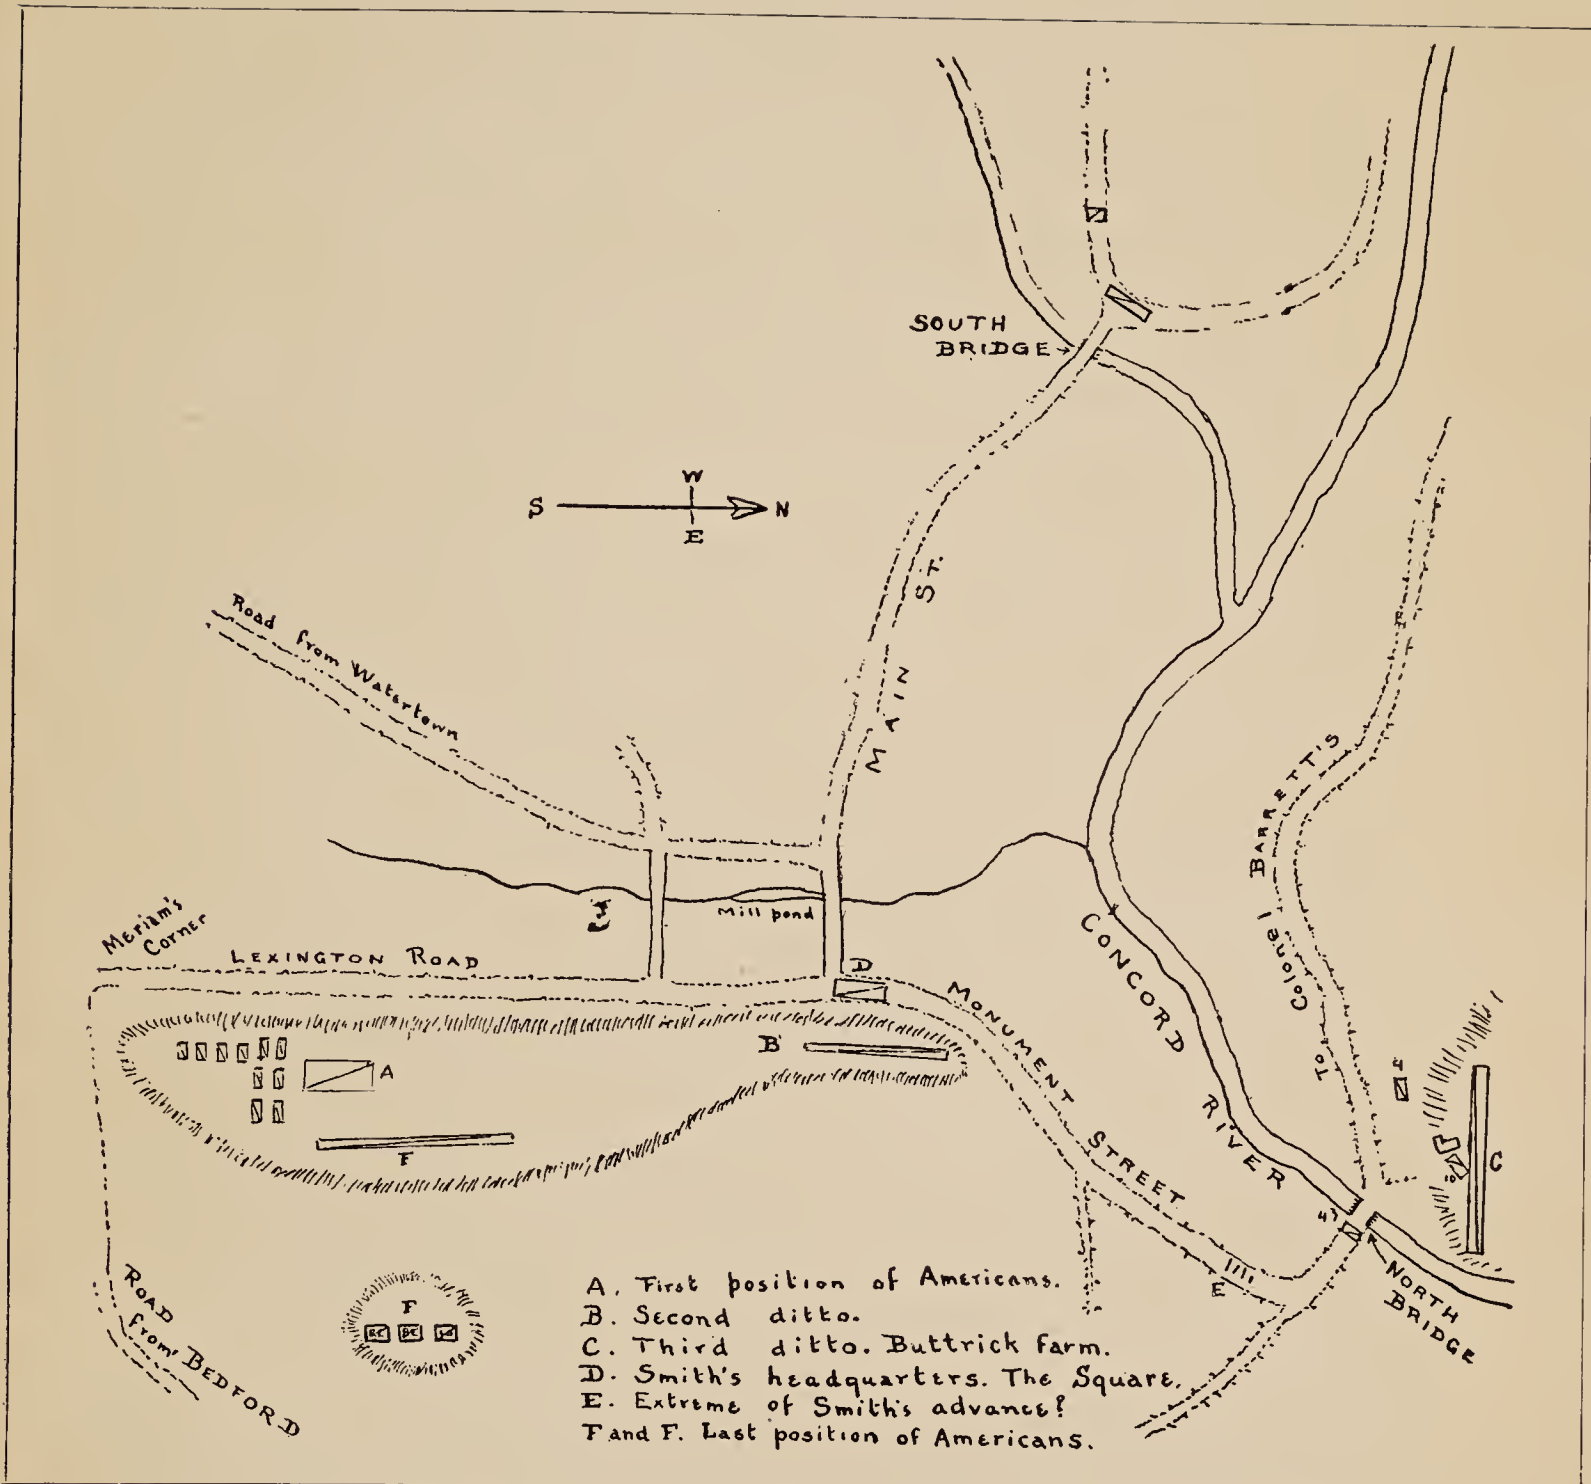 SOUTH
BRIDGE
W
S
N
E
MAIN ST.
Road from Watertown
Mill pond
Meriam's
Corner
LEXINGTON ROAD
D
B
A
F
MONUMENT STREET
CONCORD RIVER
To Colonel BARRETT'S
C
E
NORTH
BRIDGE
ROAD
from BEDFORD
F
A. First position of Americans.
B. Second ditto.
C. Third ditto. Buttrick Farm.
D. Smith's headquarters. The Square.
E. Extreme of Smith's advance?
F and F. Last position of Americans.